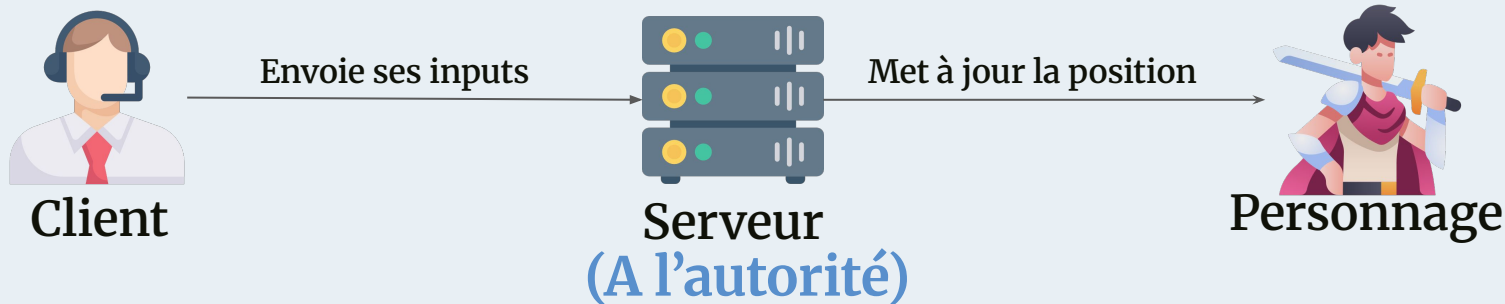 Envoie ses inputs
Met à jour la position
Client
Serveur
(A l’autorité)
Personnage